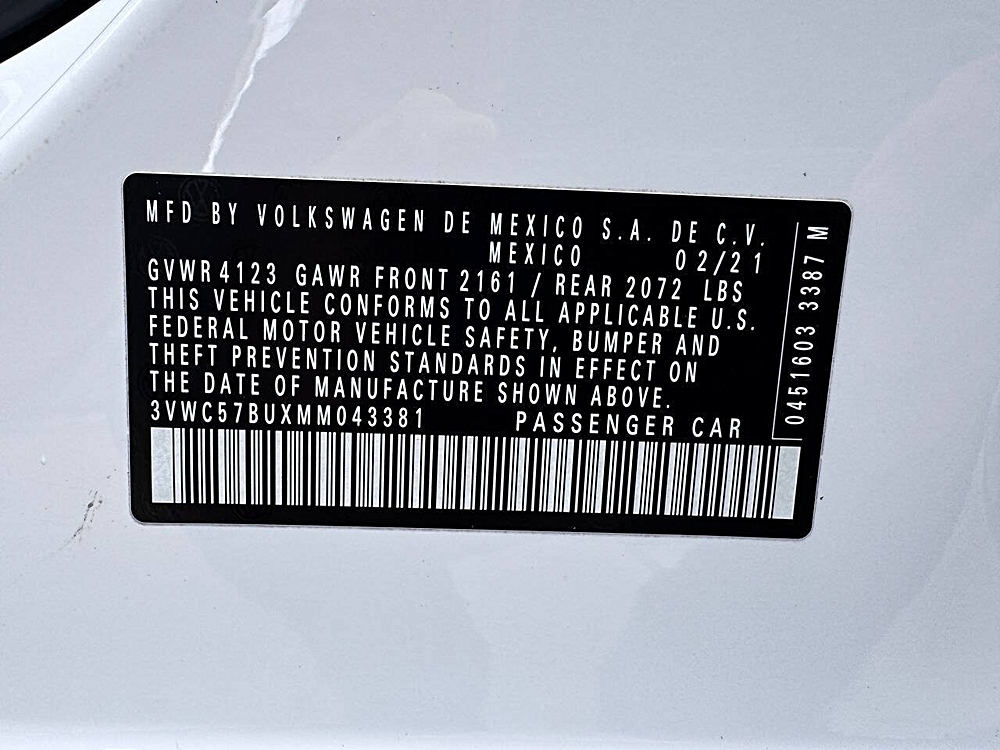 MFD BY VOLKSWAGEN DE MEXICO S.A. DE C.V.
MEXICO 02/21
GVWR 4123 GAWR FRONT 2161 / REAR 2072 LBS
THIS VEHICLE CONFORMS TO ALL APPLICABLE U.S.
FEDERAL MOTOR VEHICLE SAFETY, BUMPER AND
THEFT PREVENTION STANDARDS IN EFFECT ON
THE DATE OF MANUFACTURE SHOWN ABOVE.
3VWC57BUXMM043381 PASSENGER CAR
0451603 3387 M